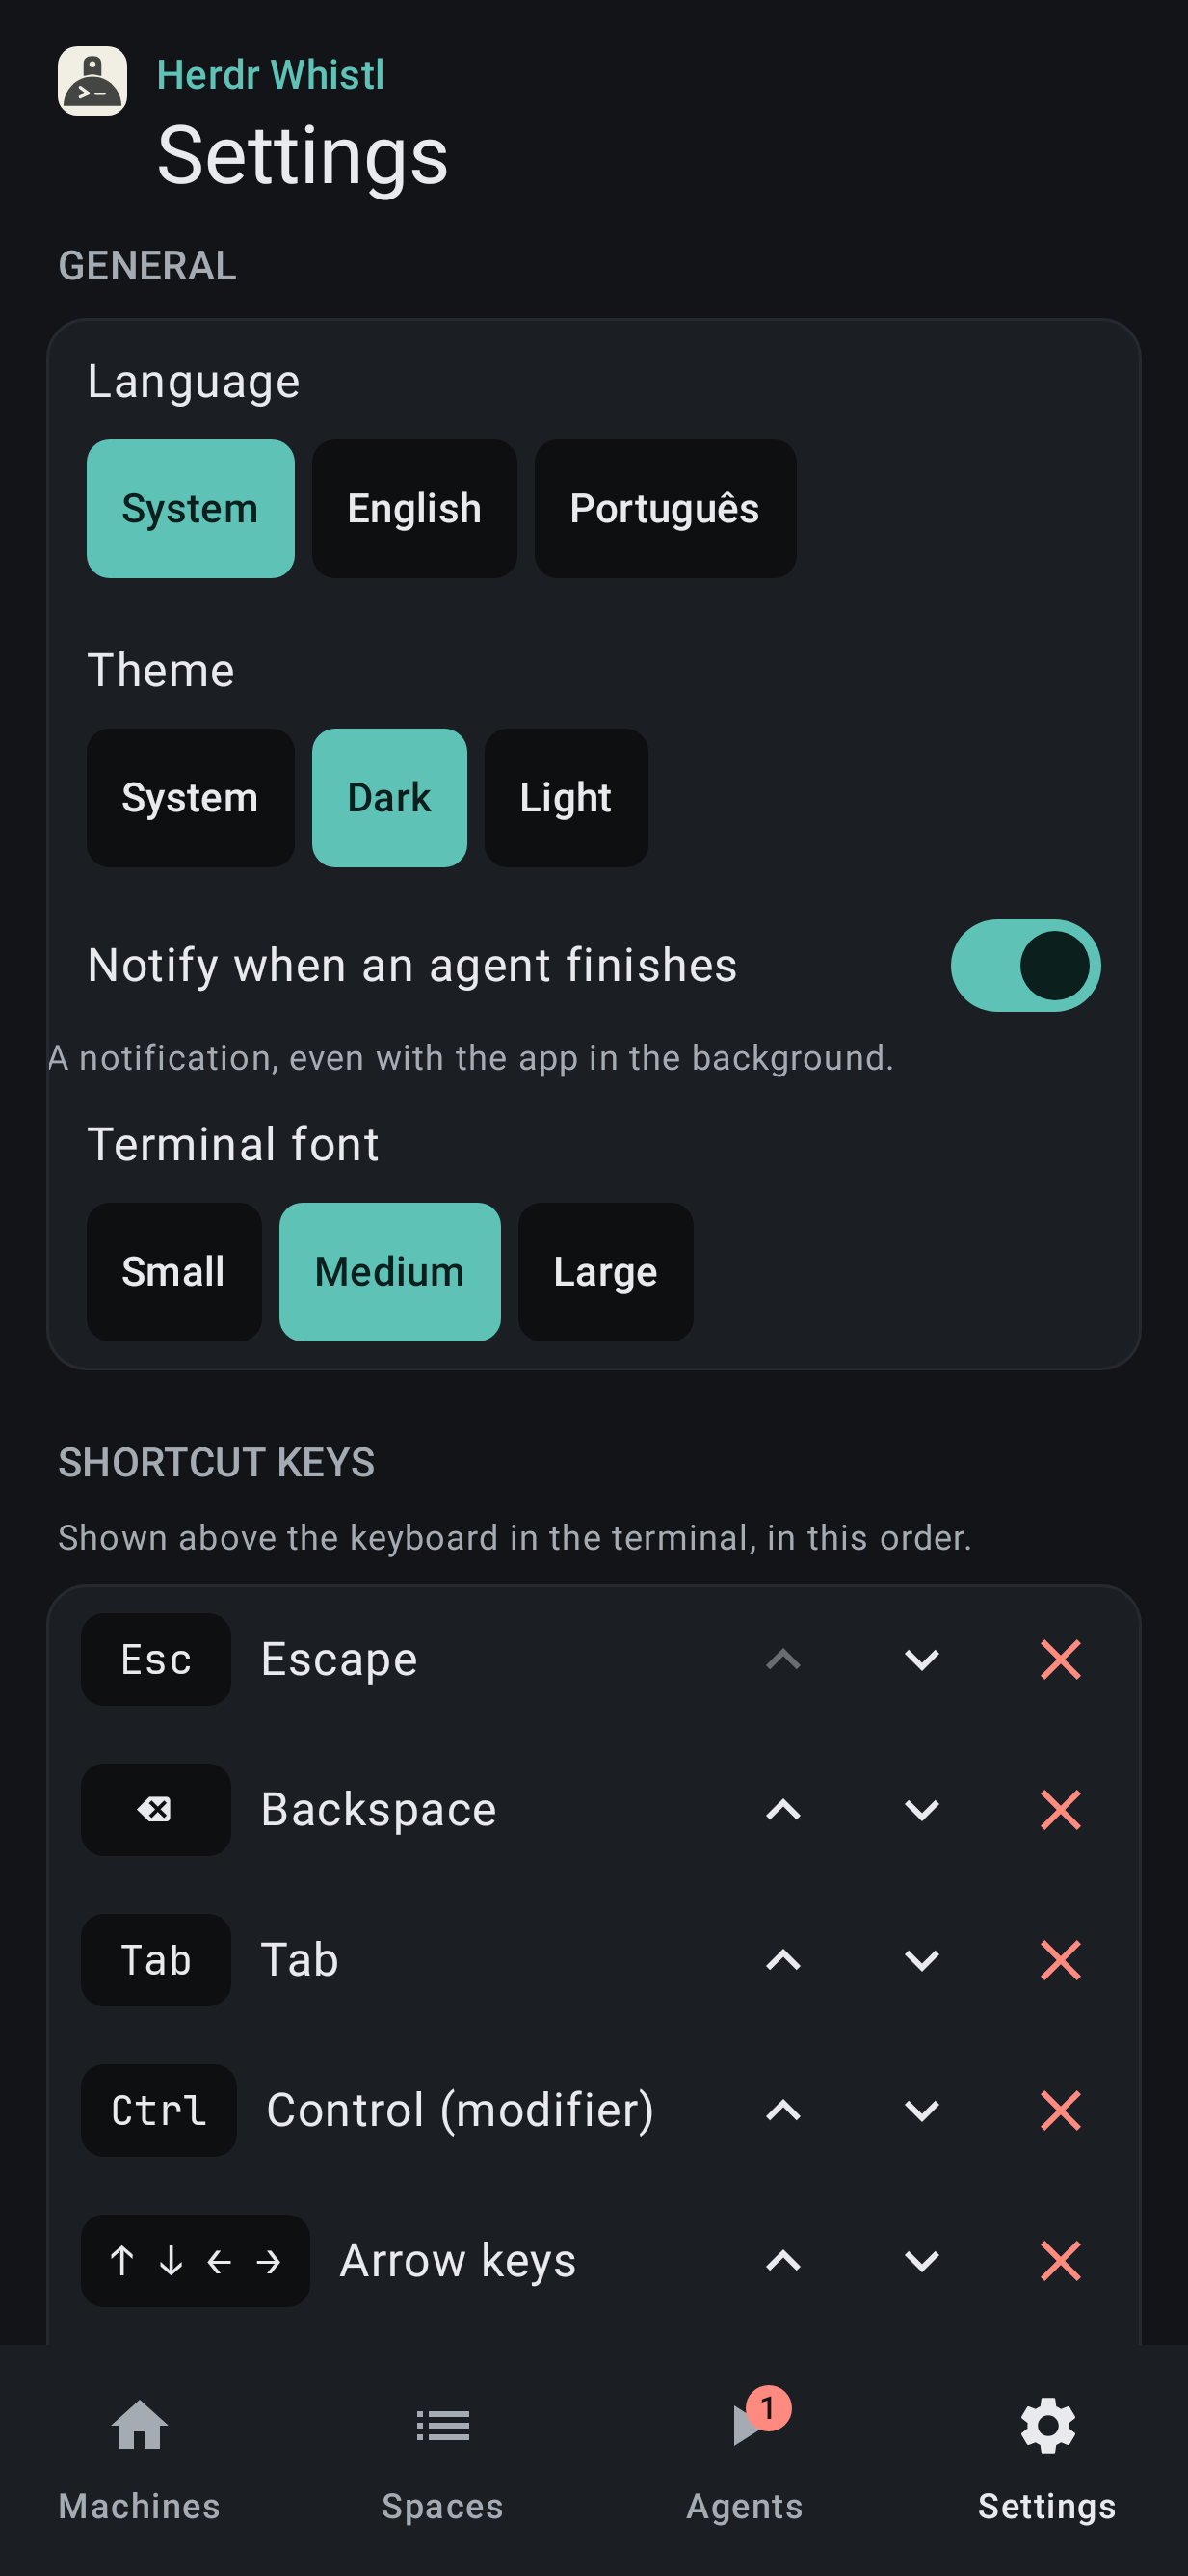 Herdr Whistl
Settings
GENERAL
Language
System English Português
Theme
System Dark Light
Notify when an agent finishes
A notification, even with the app in the background.
Terminal font
Small Medium Large
SHORTCUT KEYS
Shown above the keyboard in the terminal, in this order.
Esc Escape
Backspace
Tab Tab
Ctrl Control (modifier)
↑ ↓ ← → Arrow keys
1
Machines Spaces Agents Settings